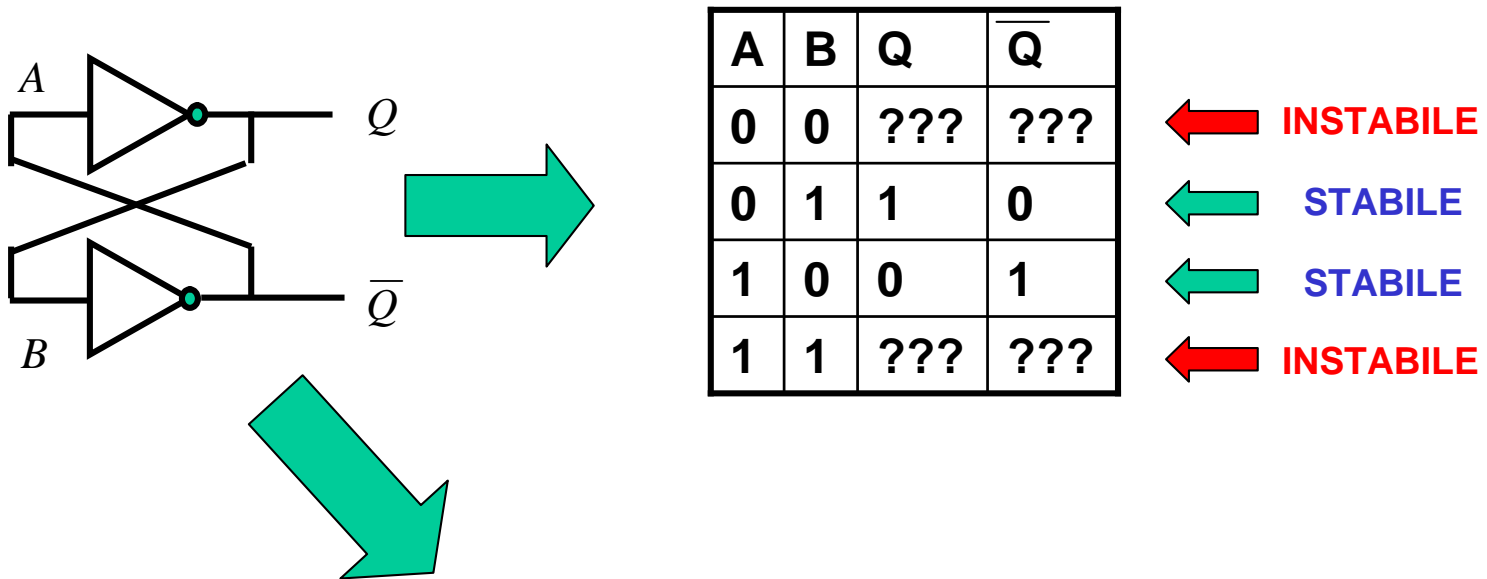 A
Q
Q̅
B
A B Q Q̅
0 0 ??? ??? INSTABILE
0 1 1 0 STABILE
1 0 0 1 STABILE
1 1 ??? ??? INSTABILE